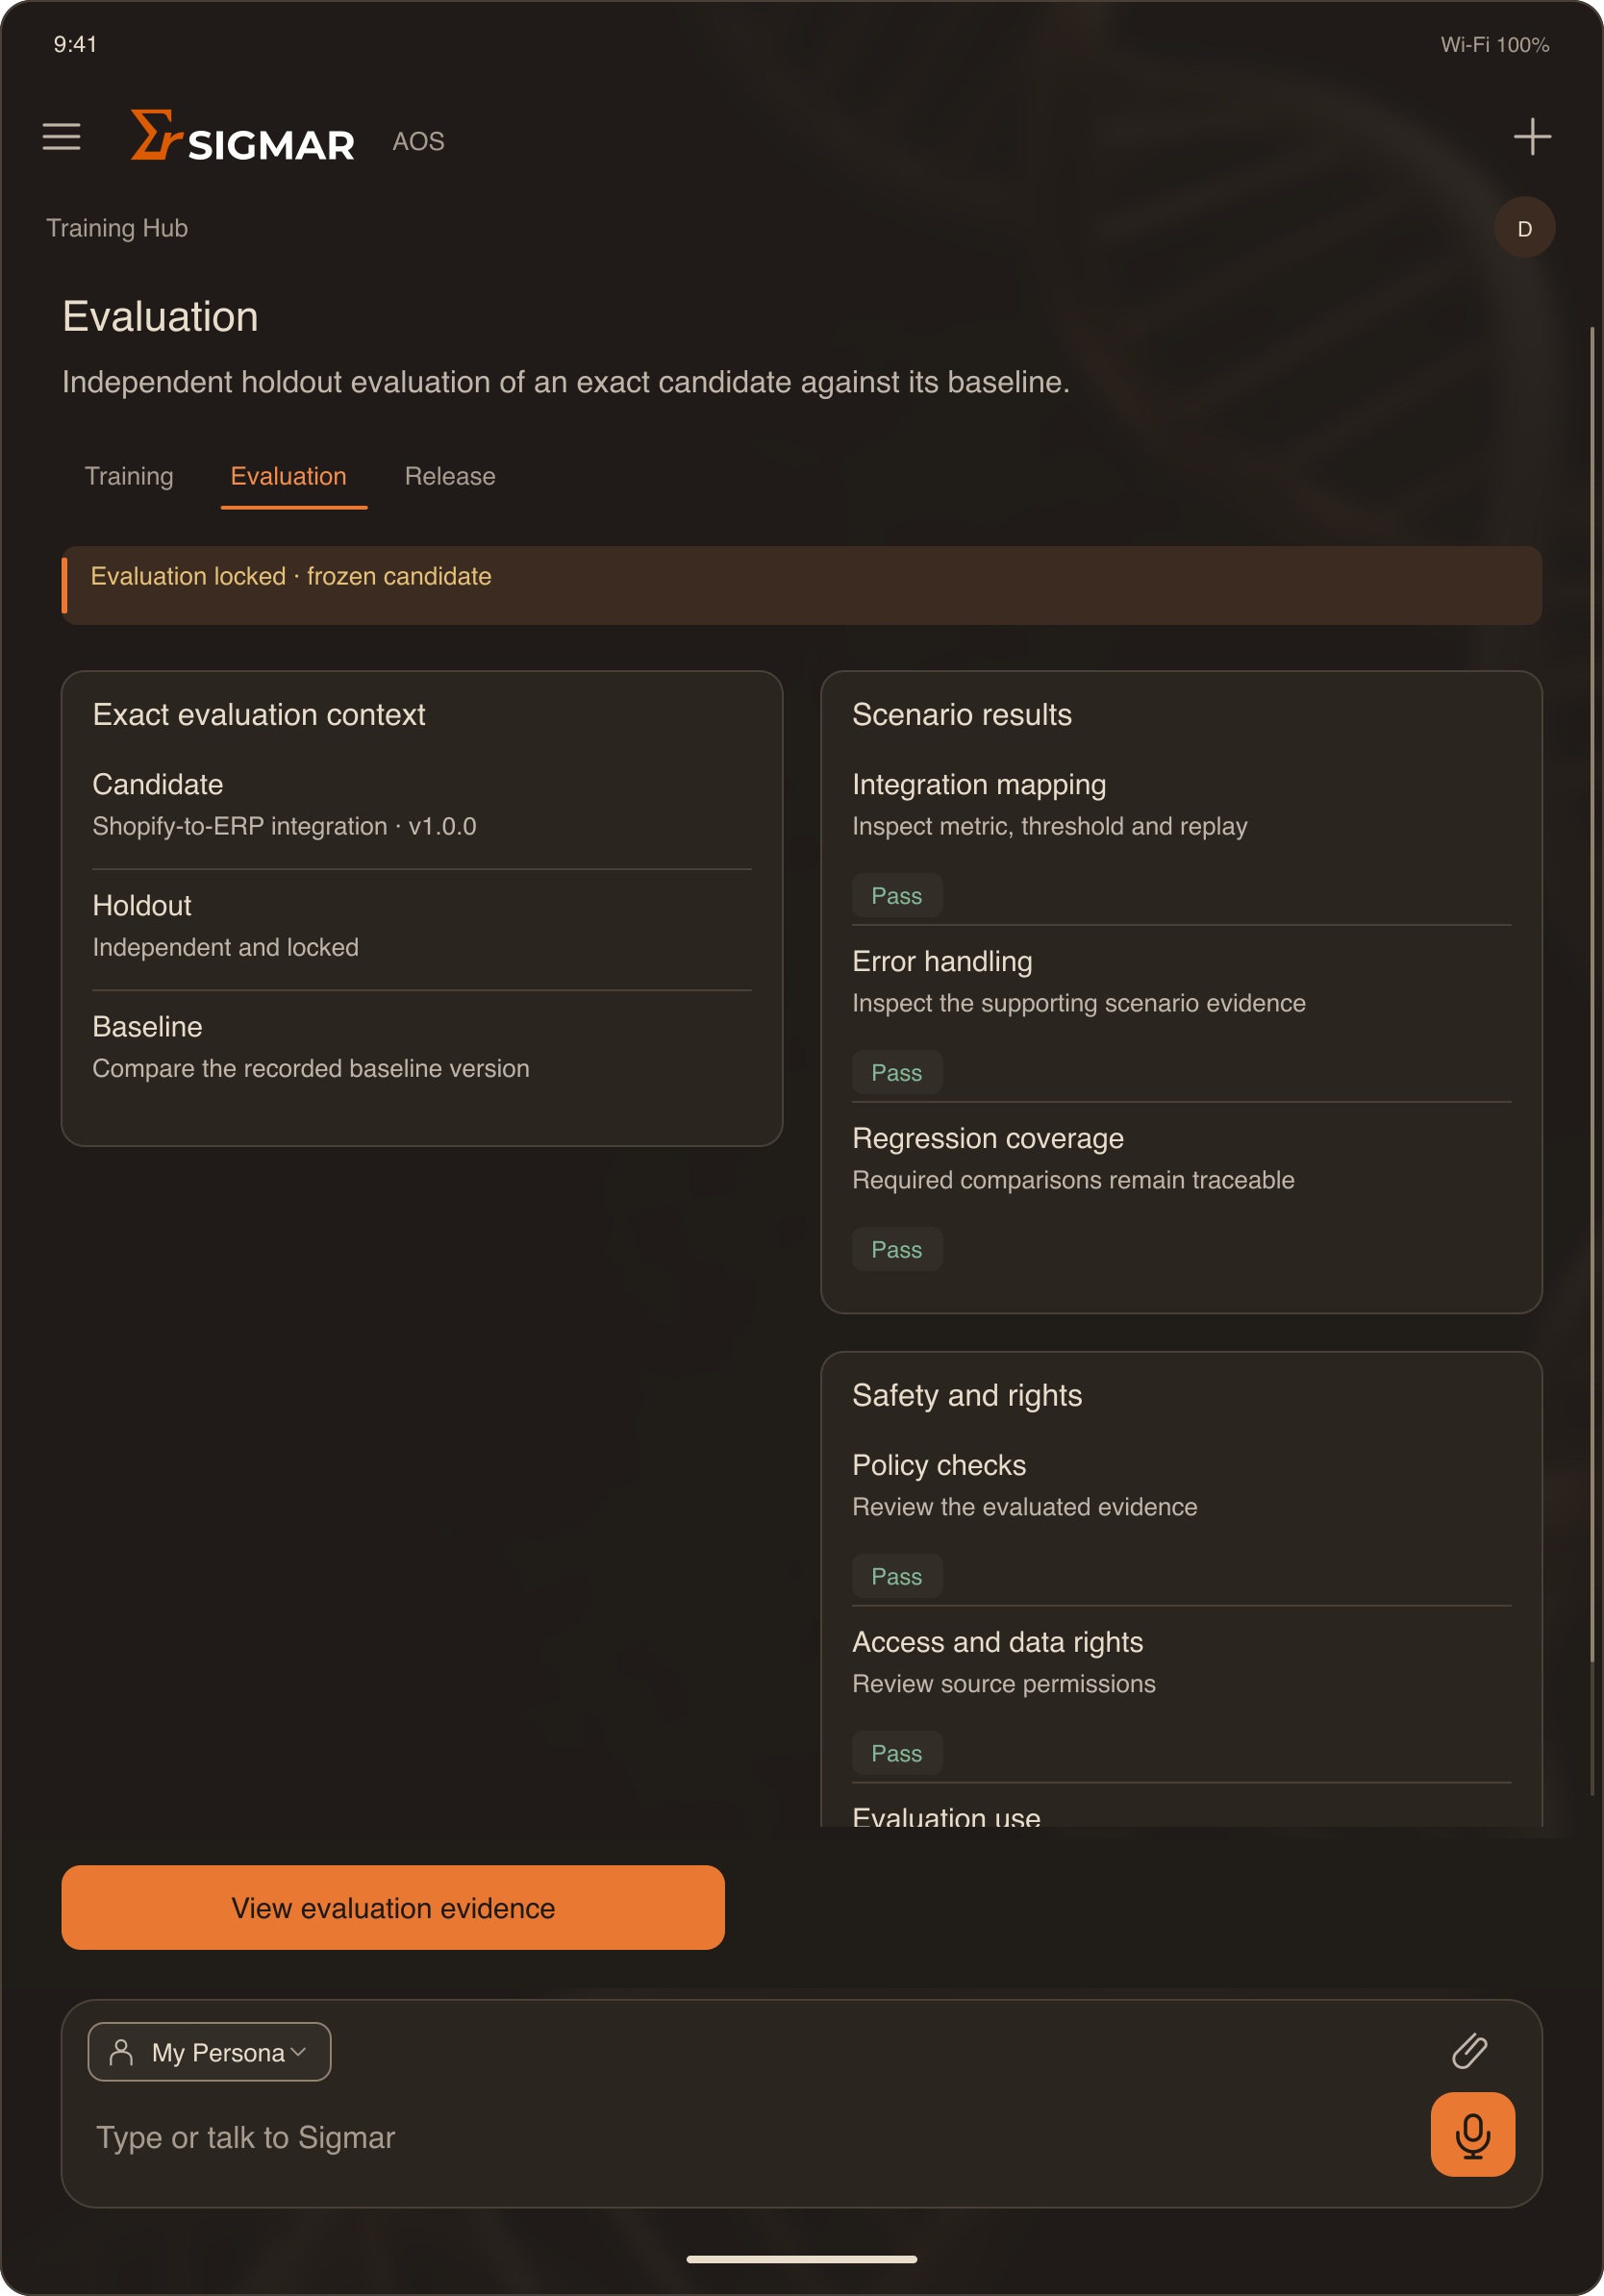 9:41
Wi-Fi 100%
Σr SIGMAR AOS
Training Hub
D
Evaluation
Independent holdout evaluation of an exact candidate against its baseline.
Training
Evaluation
Release
Evaluation locked · frozen candidate
Exact evaluation context
Candidate
Shopify-to-ERP integration · v1.0.0
Holdout
Independent and locked
Baseline
Compare the recorded baseline version
Scenario results
Integration mapping
Inspect metric, threshold and replay
Pass
Error handling
Inspect the supporting scenario evidence
Pass
Regression coverage
Required comparisons remain traceable
Pass
Safety and rights
Policy checks
Review the evaluated evidence
Pass
Access and data rights
Review source permissions
Pass
Evaluation use
View evaluation evidence
My Persona
Type or talk to Sigmar